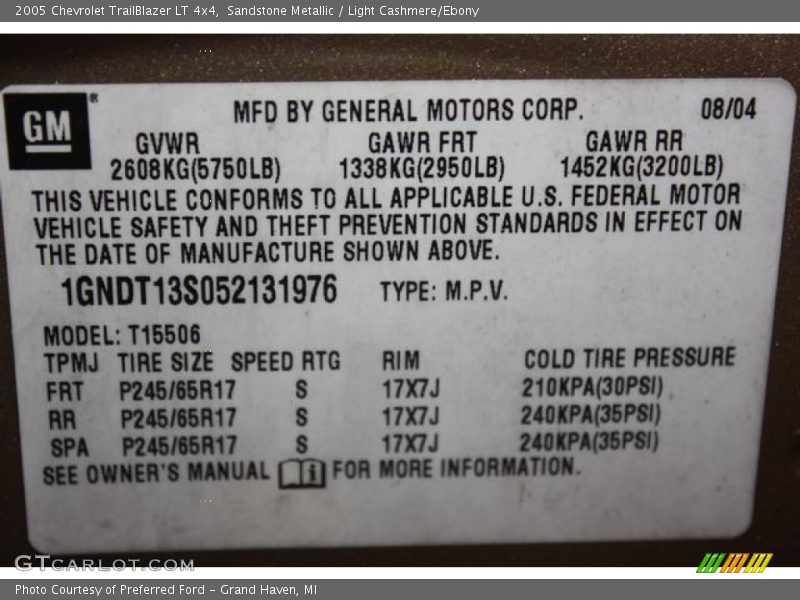 2005 Chevrolet TrailBlazer LT 4x4,  Sandstone Metallic / Light Cashmere/Ebony
GM® MFD BY GENERAL MOTORS CORP. 08/04
GVWR GAWR FRT GAWR RR
2608KG(5750LB) 1338KG(2950LB) 1452KG(3200LB)
THIS VEHICLE CONFORMS TO ALL APPLICABLE U.S. FEDERAL MOTOR
VEHICLE SAFETY AND THEFT PREVENTION STANDARDS IN EFFECT ON
THE DATE OF MANUFACTURE SHOWN ABOVE.
1GNDT13S052131976 TYPE: M.P.V.
MODEL: T15506
TPMJ TIRE SIZE SPEED RTG RIM COLD TIRE PRESSURE
FRT P245/65R17 S 17X7J 210KPA(30PSI)
RR P245/65R17 S 17X7J 240KPA(35PSI)
SPA P245/65R17 S 17X7J 240KPA(35PSI)
SEE OWNER'S MANUAL i FOR MORE INFORMATION.
GTcarlot.com
Photo Courtesy of Preferred Ford - Grand Haven, MI